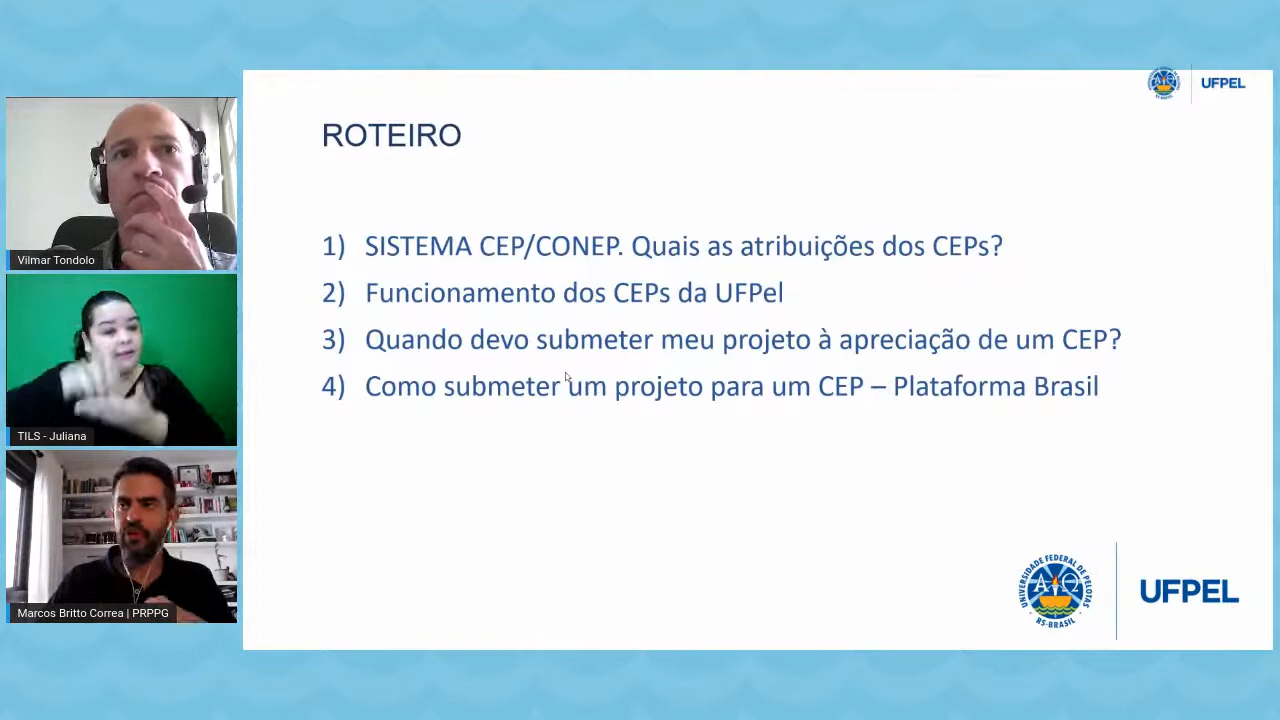 UFPEL
ROTEIRO
1) SISTEMA CEP/CONEP. Quais as atribuições dos CEPs?
2) Funcionamento dos CEPs da UFPel
3) Quando devo submeter meu projeto à apreciação de um CEP?
4) Como submeter um projeto para um CEP – Plataforma Brasil
Vilmar Tondolo
TILS - Juliana
Marcos Britto Correa | PRPPG
UNIVERSIDADE FEDERAL DE PELOTAS
ΑΩ
RS-BRASIL
UFPEL